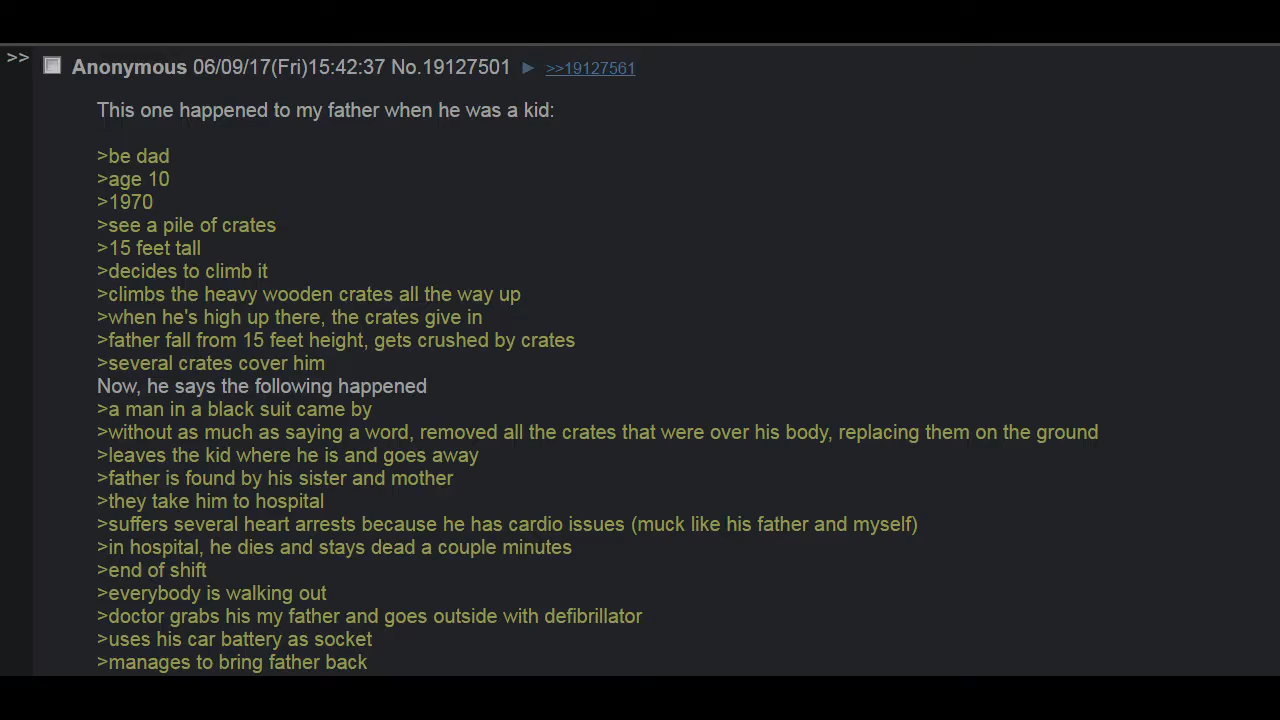 >> Anonymous 06/09/17(Fri)15:42:37 No.19127501 ▶ >>19127561
This one happened to my father when he was a kid:
>be dad
>age 10
>1970
>see a pile of crates
>15 feet tall
>decides to climb it
>climbs the heavy wooden crates all the way up
>when he's high up there, the crates give in
>father fall from 15 feet height, gets crushed by crates
>several crates cover him
Now, he says the following happened
>a man in a black suit came by
>without as much as saying a word, removed all the crates that were over his body, replacing them on the ground
>leaves the kid where he is and goes away
>father is found by his sister and mother
>they take him to hospital
>suffers several heart arrests because he has cardio issues (muck like his father and myself)
>in hospital, he dies and stays dead a couple minutes
>end of shift
>everybody is walking out
>doctor grabs his my father and goes outside with defibrillator
>uses his car battery as socket
>manages to bring father back